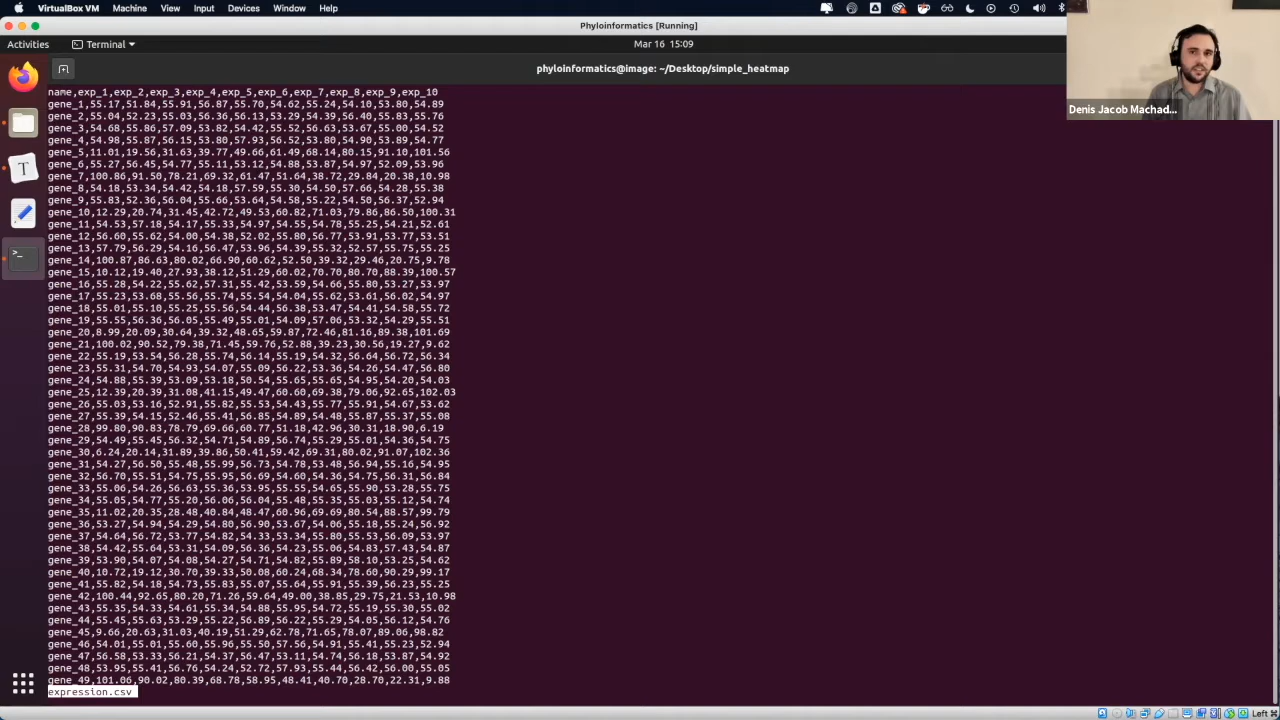 VirtualBox VM Machine View Input Devices Window Help
Phyloinformatics [Running]
Activities Terminal Mar 16 15:09
phyloinformatics@image: ~/Desktop/simple_heatmap
Denis Jacob Machad...
name,exp_1,exp_2,exp_3,exp_4,exp_5,exp_6,exp_7,exp_8,exp_9,exp_10
gene_1,55.17,51.84,55.91,56.87,55.70,54.62,55.24,54.10,53.80,54.89
gene_2,55.04,52.23,55.03,56.36,56.13,53.29,54.39,56.40,55.83,55.76
gene_3,54.68,55.86,57.09,53.82,54.42,55.52,56.63,53.67,55.00,54.52
gene_4,54.98,55.87,56.15,53.80,57.93,56.52,53.80,54.90,53.89,54.77
gene_5,11.01,19.56,31.63,39.77,49.66,61.49,68.14,80.15,91.10,101.56
gene_6,55.27,56.45,54.77,55.11,53.12,54.88,53.87,54.97,52.09,53.96
gene_7,100.86,91.50,78.21,69.32,61.47,51.64,38.72,29.84,20.38,10.98
gene_8,54.18,53.34,54.42,54.18,57.59,55.30,54.50,57.66,54.28,55.38
gene_9,55.83,52.36,56.04,55.66,53.64,54.58,55.22,54.50,56.37,52.94
gene_10,12.29,20.74,31.45,42.72,49.53,60.82,71.03,79.86,86.50,100.31
gene_11,54.53,57.18,54.17,55.33,54.97,54.55,54.78,55.25,54.21,52.61
gene_12,56.60,55.62,54.00,54.38,52.02,55.80,56.77,53.91,53.77,53.51
gene_13,57.79,56.29,54.16,56.47,53.96,54.39,55.32,52.57,55.75,55.25
gene_14,100.87,86.63,80.02,66.90,60.62,52.50,39.32,29.46,20.75,9.78
gene_15,10.12,19.40,27.93,38.12,51.29,60.02,70.70,80.70,88.39,100.57
gene_16,55.28,54.22,55.62,57.31,55.42,53.59,54.66,55.80,53.27,53.97
gene_17,55.23,53.68,55.56,55.74,55.54,54.04,55.62,53.61,56.02,54.97
gene_18,55.01,55.10,55.25,55.56,54.44,56.38,53.47,54.41,54.58,55.72
gene_19,55.55,56.36,56.05,55.49,55.01,54.09,57.06,53.32,54.29,55.51
gene_20,8.99,20.09,30.64,39.32,48.65,59.87,72.46,81.16,89.38,101.69
gene_21,100.02,90.52,79.38,71.45,59.76,52.88,39.23,30.56,19.27,9.62
gene_22,55.19,53.54,56.28,55.74,56.14,55.19,54.32,56.64,56.72,56.34
gene_23,55.31,54.70,54.93,54.07,55.09,56.22,53.36,54.26,54.47,56.80
gene_24,54.88,55.39,53.09,53.18,50.54,55.65,55.65,54.95,54.20,54.03
gene_25,12.39,20.39,31.08,41.15,49.47,60.60,69.38,79.06,92.65,102.03
gene_26,55.03,53.16,52.91,55.82,55.53,54.43,55.77,55.91,54.67,53.62
gene_27,55.39,54.15,52.46,55.41,56.85,54.89,54.48,55.87,55.37,55.08
gene_28,99.80,90.83,78.79,69.66,60.77,51.18,42.96,30.31,18.90,6.19
gene_29,54.49,55.45,56.32,54.71,54.89,56.74,55.29,55.01,54.36,54.75
gene_30,6.24,20.14,31.89,39.86,50.41,59.42,69.31,80.02,91.07,102.36
gene_31,54.27,56.50,55.48,55.99,56.73,54.78,53.48,56.94,55.16,54.95
gene_32,56.70,55.51,54.75,55.95,56.69,54.60,54.36,54.75,56.31,56.84
gene_33,55.06,54.26,56.63,55.36,53.95,55.55,54.65,55.90,53.28,55.75
gene_34,55.05,54.77,55.20,56.06,56.04,55.48,55.35,55.03,55.12,54.74
gene_35,11.02,20.35,28.48,40.84,48.47,60.96,69.69,80.54,88.57,99.79
gene_36,53.27,54.94,54.29,54.80,56.90,53.67,54.06,55.18,55.24,56.92
gene_37,54.64,56.72,53.77,54.82,54.33,53.34,55.80,55.53,56.09,53.97
gene_38,54.42,55.64,53.31,54.09,56.36,54.23,55.06,54.83,57.43,54.87
gene_39,53.90,54.07,54.08,54.27,54.71,54.82,55.89,58.10,53.25,54.62
gene_40,10.72,19.12,30.70,39.33,50.08,60.24,68.34,78.60,90.29,99.17
gene_41,55.82,54.18,54.73,55.83,55.07,55.64,55.91,55.39,56.23,55.25
gene_42,100.44,92.65,80.20,71.26,59.64,49.00,38.85,29.75,21.53,10.98
gene_43,55.35,54.33,54.61,55.34,54.88,55.95,54.72,55.19,55.30,55.02
gene_44,55.45,55.63,53.29,55.22,56.89,56.22,55.29,54.05,56.12,54.76
gene_45,9.66,20.63,31.03,40.19,51.29,62.78,71.65,78.07,89.06,98.82
gene_46,54.01,55.01,55.60,55.96,55.50,57.56,54.91,55.41,55.23,52.94
gene_47,56.58,53.33,56.21,54.37,56.47,53.11,54.74,56.18,53.87,54.92
gene_48,53.95,55.41,56.76,54.24,52.72,57.93,55.44,56.42,56.00,55.05
gene_49,101.06,90.02,80.39,68.78,58.95,48.41,40.70,28.70,22.31,9.88
expression.csv
Left ⌘